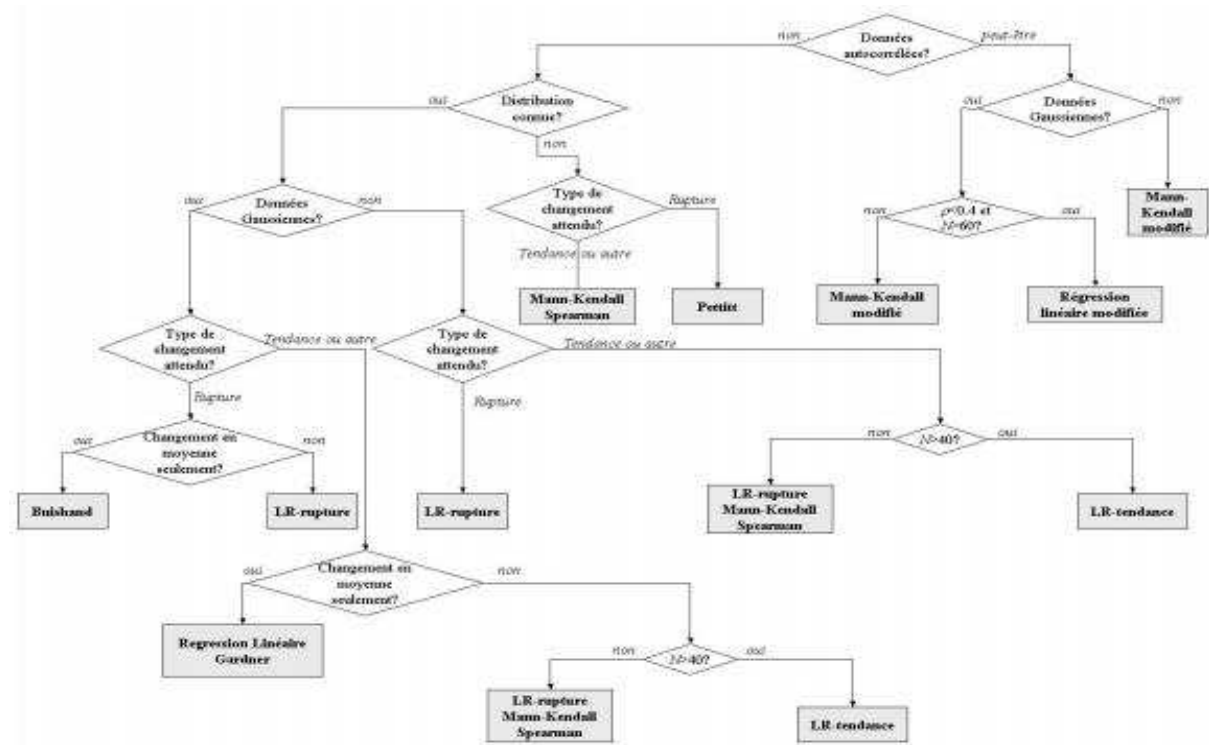 non
Données
autocorrélées?
peut-être
oui
Distribution
connue?
non
oui
Données
Gaussiennes?
non
oui
Données
Gaussiennes?
non
Type de
changement
attendu?
Rupture
Tendance ou autre
non
ρ<0.4 et
N>60?
oui
Mann-
Kendall
modifié
Mann-Kendall
Spearman
Pettitt
Mann-Kendall
modifié
Régression
linéaire modifiée
Type de
changement
attendu?
Tendance ou autre
Type de
changement
attendu?
Tendance ou autre
Rupture
Rupture
oui
Changement en
moyenne
seulement?
non
non
N>40?
oui
Buishand
LR-rupture
LR-rupture
LR-rupture
Mann-Kendall
Spearman
LR-tendance
oui
Changement en
moyenne
seulement?
non
Regression Linéaire
Gardner
non
N>40?
oui
LR-rupture
Mann-Kendall
Spearman
LR-tendance